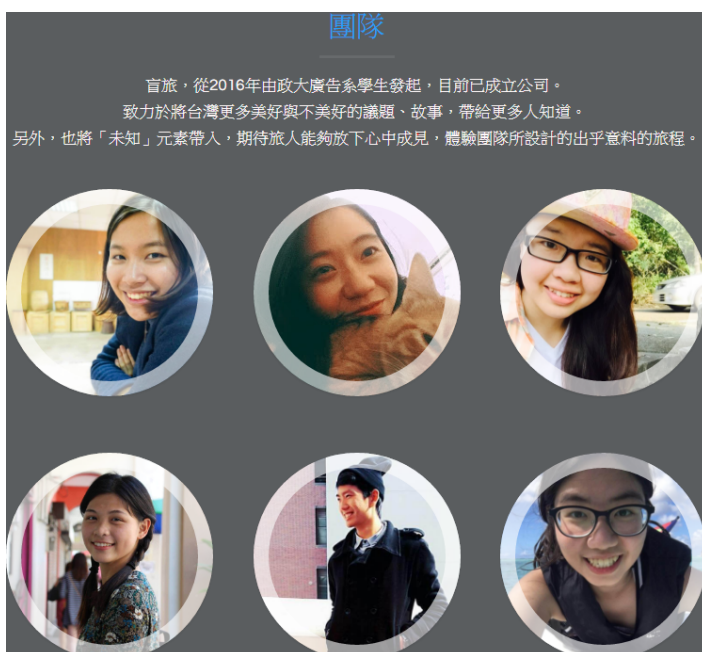 團隊
盲旅，從2016年由政大廣告系學生發起，目前已成立公司。
致力於將台灣更多美好與不美好的議題、故事，帶給更多人知道。
另外，也將「未知」元素帶入，期待旅人能夠放下心中成見，體驗團隊所設計的出乎意料的旅程。